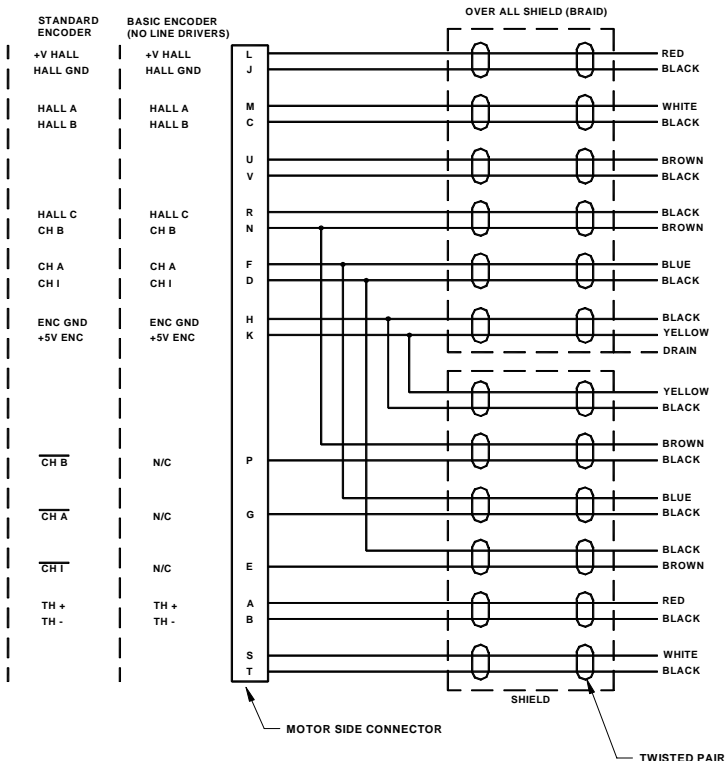 OVER ALL SHIELD (BRAID)
STANDARD ENCODER
BASIC ENCODER (NO LINE DRIVERS)
+V HALL +V HALL L RED
HALL GND HALL GND J BLACK
HALL A HALL A M WHITE
HALL B HALL B C BLACK
U BROWN
V BLACK
HALL C HALL C R BLACK
CH B CH B N BROWN
CH A CH A F BLUE
CH I CH I D BLACK
ENC GND ENC GND H BLACK
+5V ENC +5V ENC K YELLOW
DRAIN
YELLOW
BLACK
BROWN
C̅H̅ ̅B̅ N/C P BLACK
BLUE
C̅H̅ ̅A̅ N/C G BLACK
BLACK
C̅H̅ ̅I̅ N/C E BROWN
TH + TH + A RED
TH - TH - B BLACK
S WHITE
T BLACK
SHIELD
MOTOR SIDE CONNECTOR
TWISTED PAIR